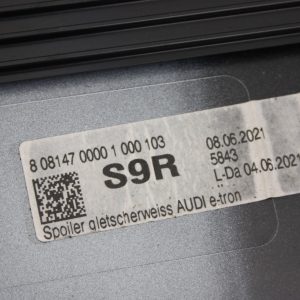 8 08147 0000 1 000 103
08.06.2021
S9R
5843
L-Da 04.06.2021
Spoiler gletscherweiss AUDI e-tron